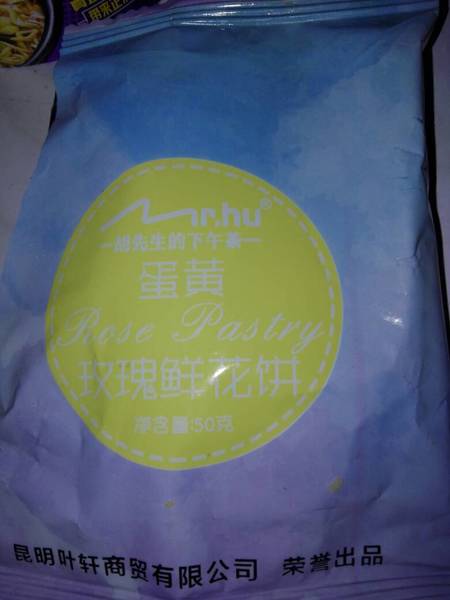 Mr.hu®
一胡先生的下午茶一
蛋黄
Rose Pastry
玫瑰鲜花饼
净含量:50克
昆明叶轩商贸有限公司 荣誉出品